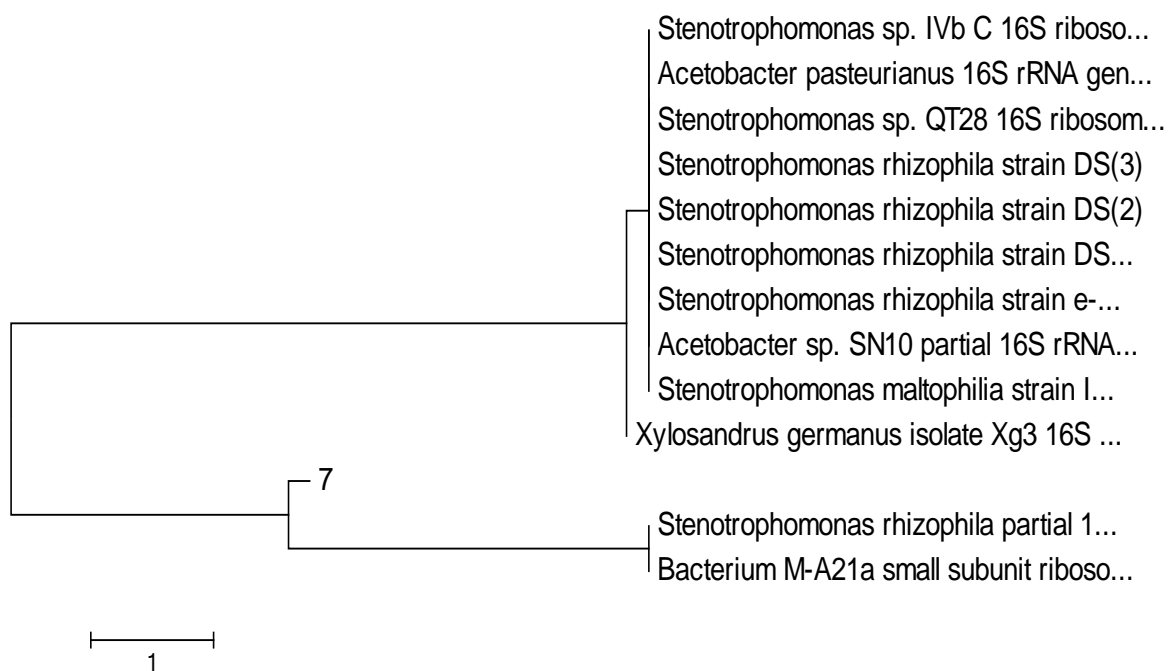 Stenotrophomonas sp. IVb C 16S riboso...
Acetobacter pasteurianus 16S rRNA gen...
Stenotrophomonas sp. QT28 16S ribosom...
Stenotrophomonas rhizophila strain DS(3)
Stenotrophomonas rhizophila strain DS(2)
Stenotrophomonas rhizophila strain DS...
Stenotrophomonas rhizophila strain e-...
Acetobacter sp. SN10 partial 16S rRNA...
Stenotrophomonas maltophilia strain I...
Xylosandrus germanus isolate Xg3 16S ...
7
Stenotrophomonas rhizophila partial 1...
Bacterium M-A21a small subunit riboso...
1